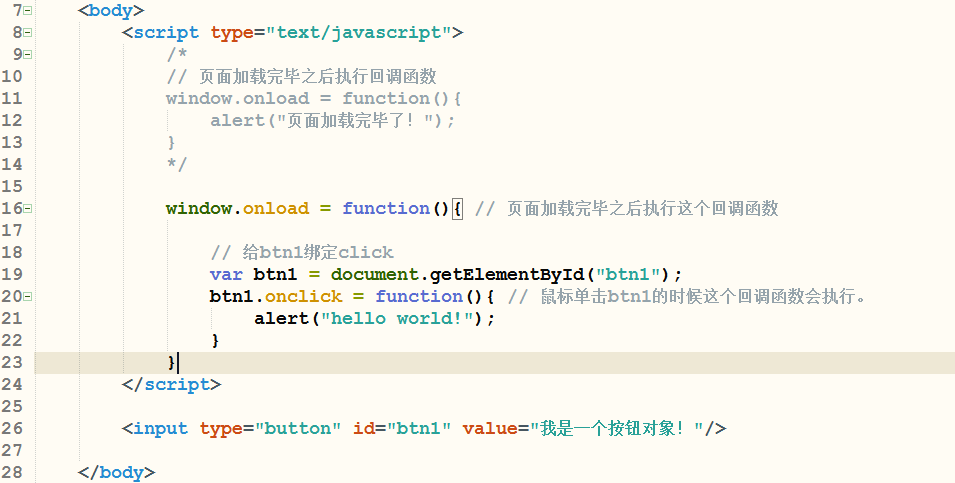 7 <body>
8 <script type="text/javascript">
9 /*
10 // 页面加载完毕之后执行回调函数
11 window.onload = function(){
12 alert("页面加载完毕了！");
13 }
14 */
15
16 window.onload = function(){ // 页面加载完毕之后执行这个回调函数
17
18 // 给btn1绑定click
19 var btn1 = document.getElementById("btn1");
20 btn1.onclick = function(){ // 鼠标单击btn1的时候这个回调函数会执行。
21 alert("hello world!");
22 }
23 }
24 </script>
25
26 <input type="button" id="btn1" value="我是一个按钮对象！"/>
27
28 </body>